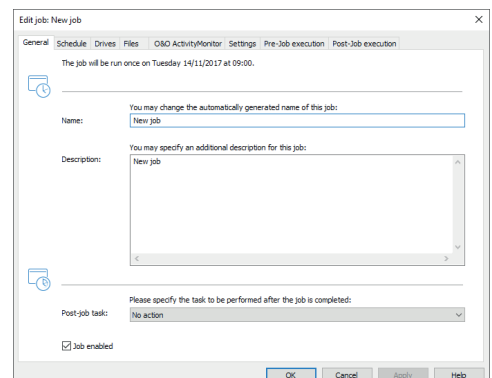 Edit job: New job
General Schedule Drives Files O&O ActivityMonitor Settings Pre-Job execution Post-Job execution
The job will be run once on Tuesday 14/11/2017 at 09:00.
You may change the automatically generated name of this job:
Name: New job
You may specify an additional description for this job:
Description: New job
Please specify the task to be performed after the job is completed:
Post-job task: No action
Job enabled
OK Cancel Apply Help